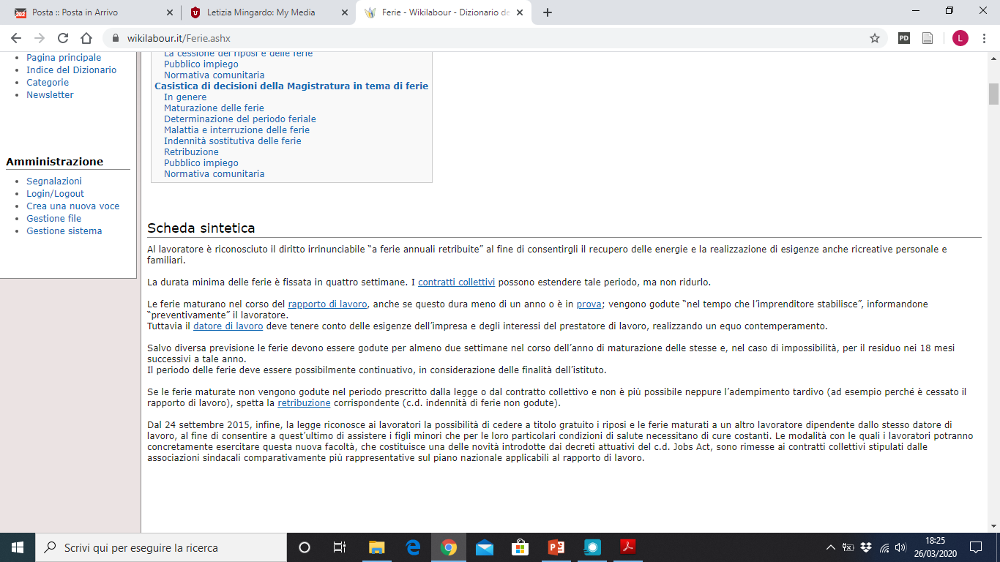 202
Posta :: Posta in Arrivo
Letizia Mingardo: My Media
Ferie - Wikilabour - Dizionario de
wikilabour.it/Ferie.ashx
PD
L
Pagina principale
Indice del Dizionario
Categorie
Newsletter
Amministrazione
Segnalazioni
Login/Logout
Crea una nuova voce
Gestione file
Gestione sistema
La cessione dei riposi e delle ferie
Pubblico impiego
Normativa comunitaria
Casistica di decisioni della Magistratura in tema di ferie
In genere
Maturazione delle ferie
Determinazione del periodo feriale
Malattia e interruzione delle ferie
Indennità sostitutiva delle ferie
Retribuzione
Pubblico impiego
Normativa comunitaria
Scheda sintetica
Al lavoratore è riconosciuto il diritto irrinunciabile “a ferie annuali retribuite” al fine di consentirgli il recupero delle energie e la realizzazione di esigenze anche ricreative personale e
familiari.
La durata minima delle ferie è fissata in quattro settimane. I contratti collettivi possono estendere tale periodo, ma non ridurlo.
Le ferie maturano nel corso del rapporto di lavoro, anche se questo dura meno di un anno o è in prova; vengono godute “nel tempo che l’imprenditore stabilisce”, informandone
“preventivamente” il lavoratore.
Tuttavia il datore di lavoro deve tenere conto delle esigenze dell’impresa e degli interessi del prestatore di lavoro, realizzando un equo contemperamento.
Salvo diversa previsione le ferie devono essere godute per almeno due settimane nel corso dell’anno di maturazione delle stesse e, nel caso di impossibilità, per il residuo nei 18 mesi
successivi a tale anno.
Il periodo delle ferie deve essere possibilmente continuativo, in considerazione delle finalità dell’istituto.
Se le ferie maturate non vengono godute nel periodo prescritto dalla legge o dal contratto collettivo e non è più possibile neppure l’adempimento tardivo (ad esempio perché è cessato il
rapporto di lavoro), spetta la retribuzione corrispondente (c.d. indennità di ferie non godute).
Dal 24 settembre 2015, infine, la legge riconosce ai lavoratori la possibilità di cedere a titolo gratuito i riposi e le ferie maturati a un altro lavoratore dipendente dallo stesso datore di
lavoro, al fine di consentire a quest’ultimo di assistere i figli minori che per le loro particolari condizioni di salute necessitano di cure costanti. Le modalità con le quali i lavoratori potranno
concretamente esercitare questa nuova facoltà, che costituisce una delle novità introdotte dai decreti attuativi del c.d. Jobs Act, sono rimesse ai contratti collettivi stipulati dalle
associazioni sindacali comparativamente più rappresentative sul piano nazionale applicabili al rapporto di lavoro.
Scrivi qui per eseguire la ricerca
18:25
26/03/2020